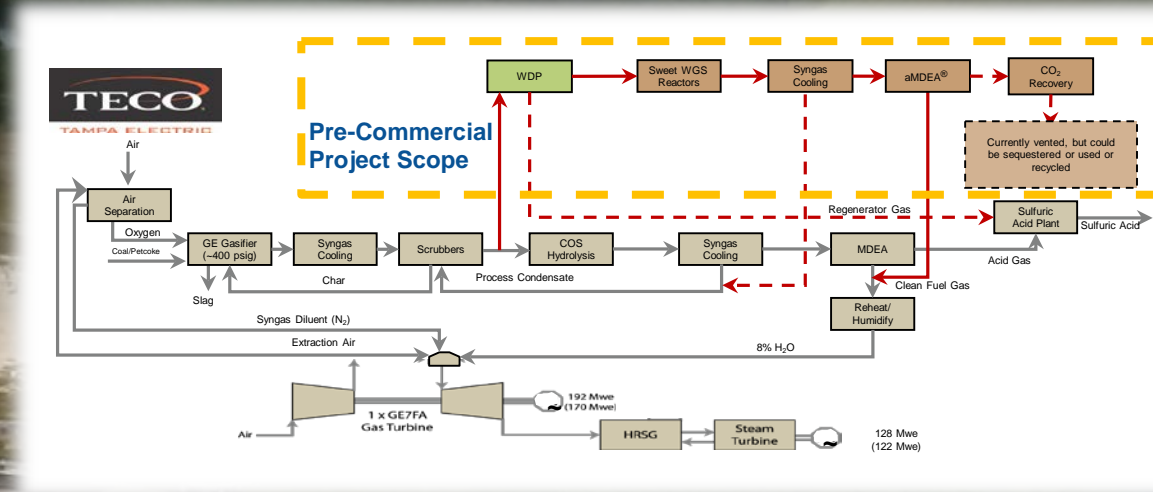 TECO
TAMPA ELECTRIC
Pre-Commercial
Project Scope
WDP
Sweet WGS
Reactors
Syngas
Cooling
aMDEA®
CO₂
Recovery
Currently vented, but could
be sequestered or used or
recycled
Air
Air
Separation
Oxygen
Coal/Petcoke
GE Gasifier
(~400 psig)
Syngas
Cooling
Scrubbers
COS
Hydrolysis
Syngas
Cooling
MDEA
Regenerator Gas
Sulfuric
Acid Plant
Sulfuric Acid
Acid Gas
Slag
Char
Process Condensate
Clean Fuel Gas
Reheat/
Humidify
Syngas Diluent (N₂)
Extraction Air
8% H₂O
1 x GE7FA
Gas Turbine
Air
192 Mwe
(170 Mwe)
HRSG
Steam
Turbine
128 Mwe
(122 Mwe)